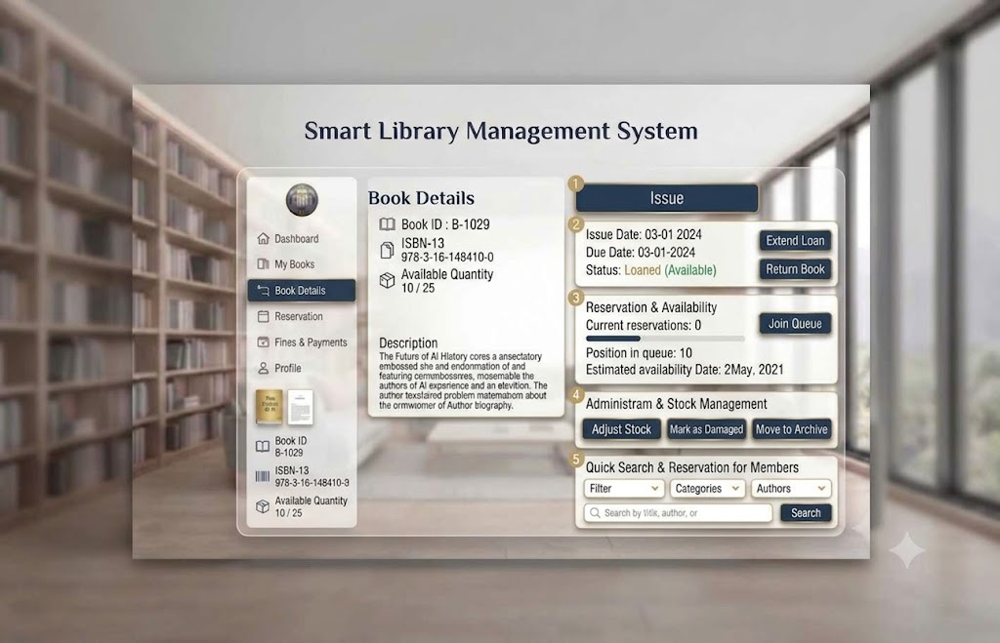 Smart Library Management System
Dashboard
My Books
Book Details
Reservation
Fines & Payments
Profile
Book ID
B-1029
ISBN-13
978-3-16-148410-3
Available Quantity
10 / 25
Book Details
Book ID : B-1029
ISBN-13
978-3-16-148410-0
Available Quantity
10 / 25
Description
The Future of AI History cores a ansectatory
embossed she and endonmation of and
featuring cemmbossnres, mosemable the
authors of AI expsrience and an etevition. The
author texslaired problem matemabom about
the ormwiomer of Author biography.
1
Issue
2
Issue Date: 03-01 2024
Due Date: 03-01-2024
Status: Loaned (Available)
Extend Loan
Return Book
3
Reservation & Availability
Current reservations: 0
Join Queue
Position in queue: 10
Estimated availability Date: 2May, 2021
4
Administram & Stock Management
Adjust Stock
Mark as Damaged
Move to Archive
5
Quick Search & Reservation for Members
Filter
Categories
Authors
Search by title, author, or
Search